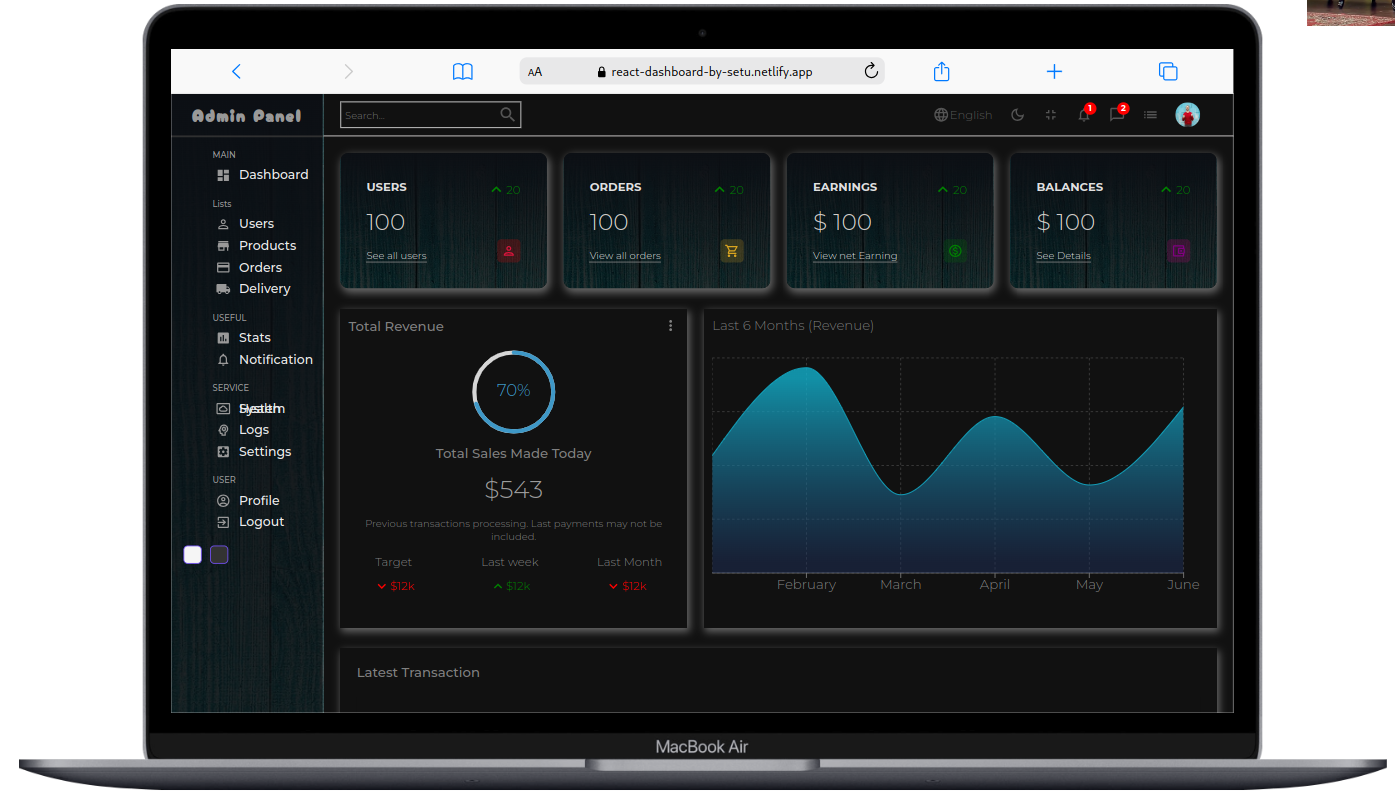 AA react-dashboard-by-setu.netlify.app
Admin Panel
Search...
English
1
2
MAIN
Dashboard
Lists
Users
Products
Orders
Delivery
USEFUL
Stats
Notification
SERVICE
System
Health
Logs
Settings
USER
Profile
Logout
USERS
20
100
See all users
ORDERS
20
100
View all orders
EARNINGS
20
$ 100
View net Earning
BALANCES
20
$ 100
See Details
Total Revenue
70%
Total Sales Made Today
$543
Previous transactions processing. Last payments may not be
included.
Target Last week Last Month
$12k $12k $12k
Last 6 Months (Revenue)
February March April May June
Latest Transaction
MacBook Air